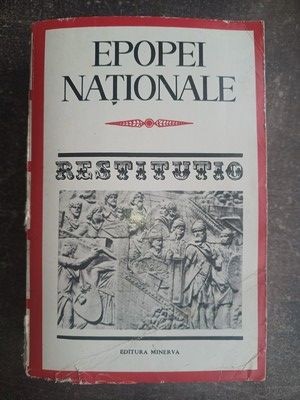 EPOPEI
NAȚIONALE
RESTITUTIO
EDITURA MINERVA